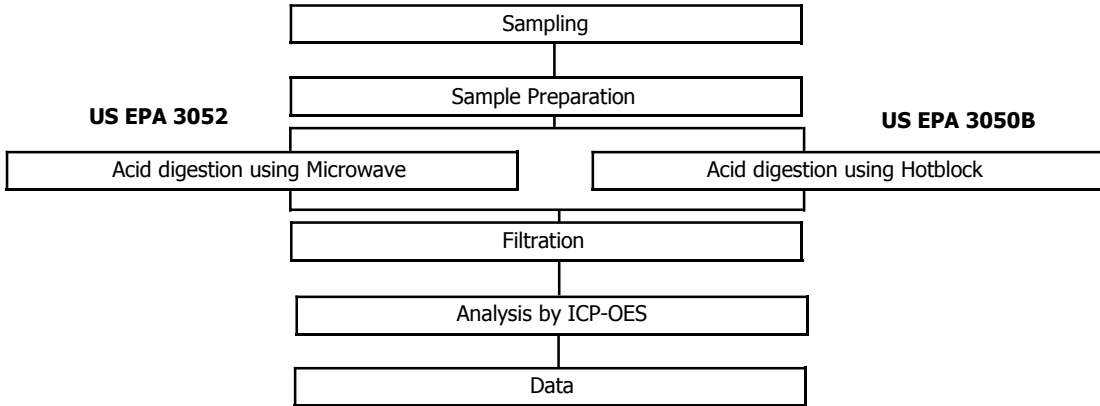 Sampling
Sample Preparation
US EPA 3052
US EPA 3050B
Acid digestion using Microwave
Acid digestion using Hotblock
Filtration
Analysis by ICP-OES
Data